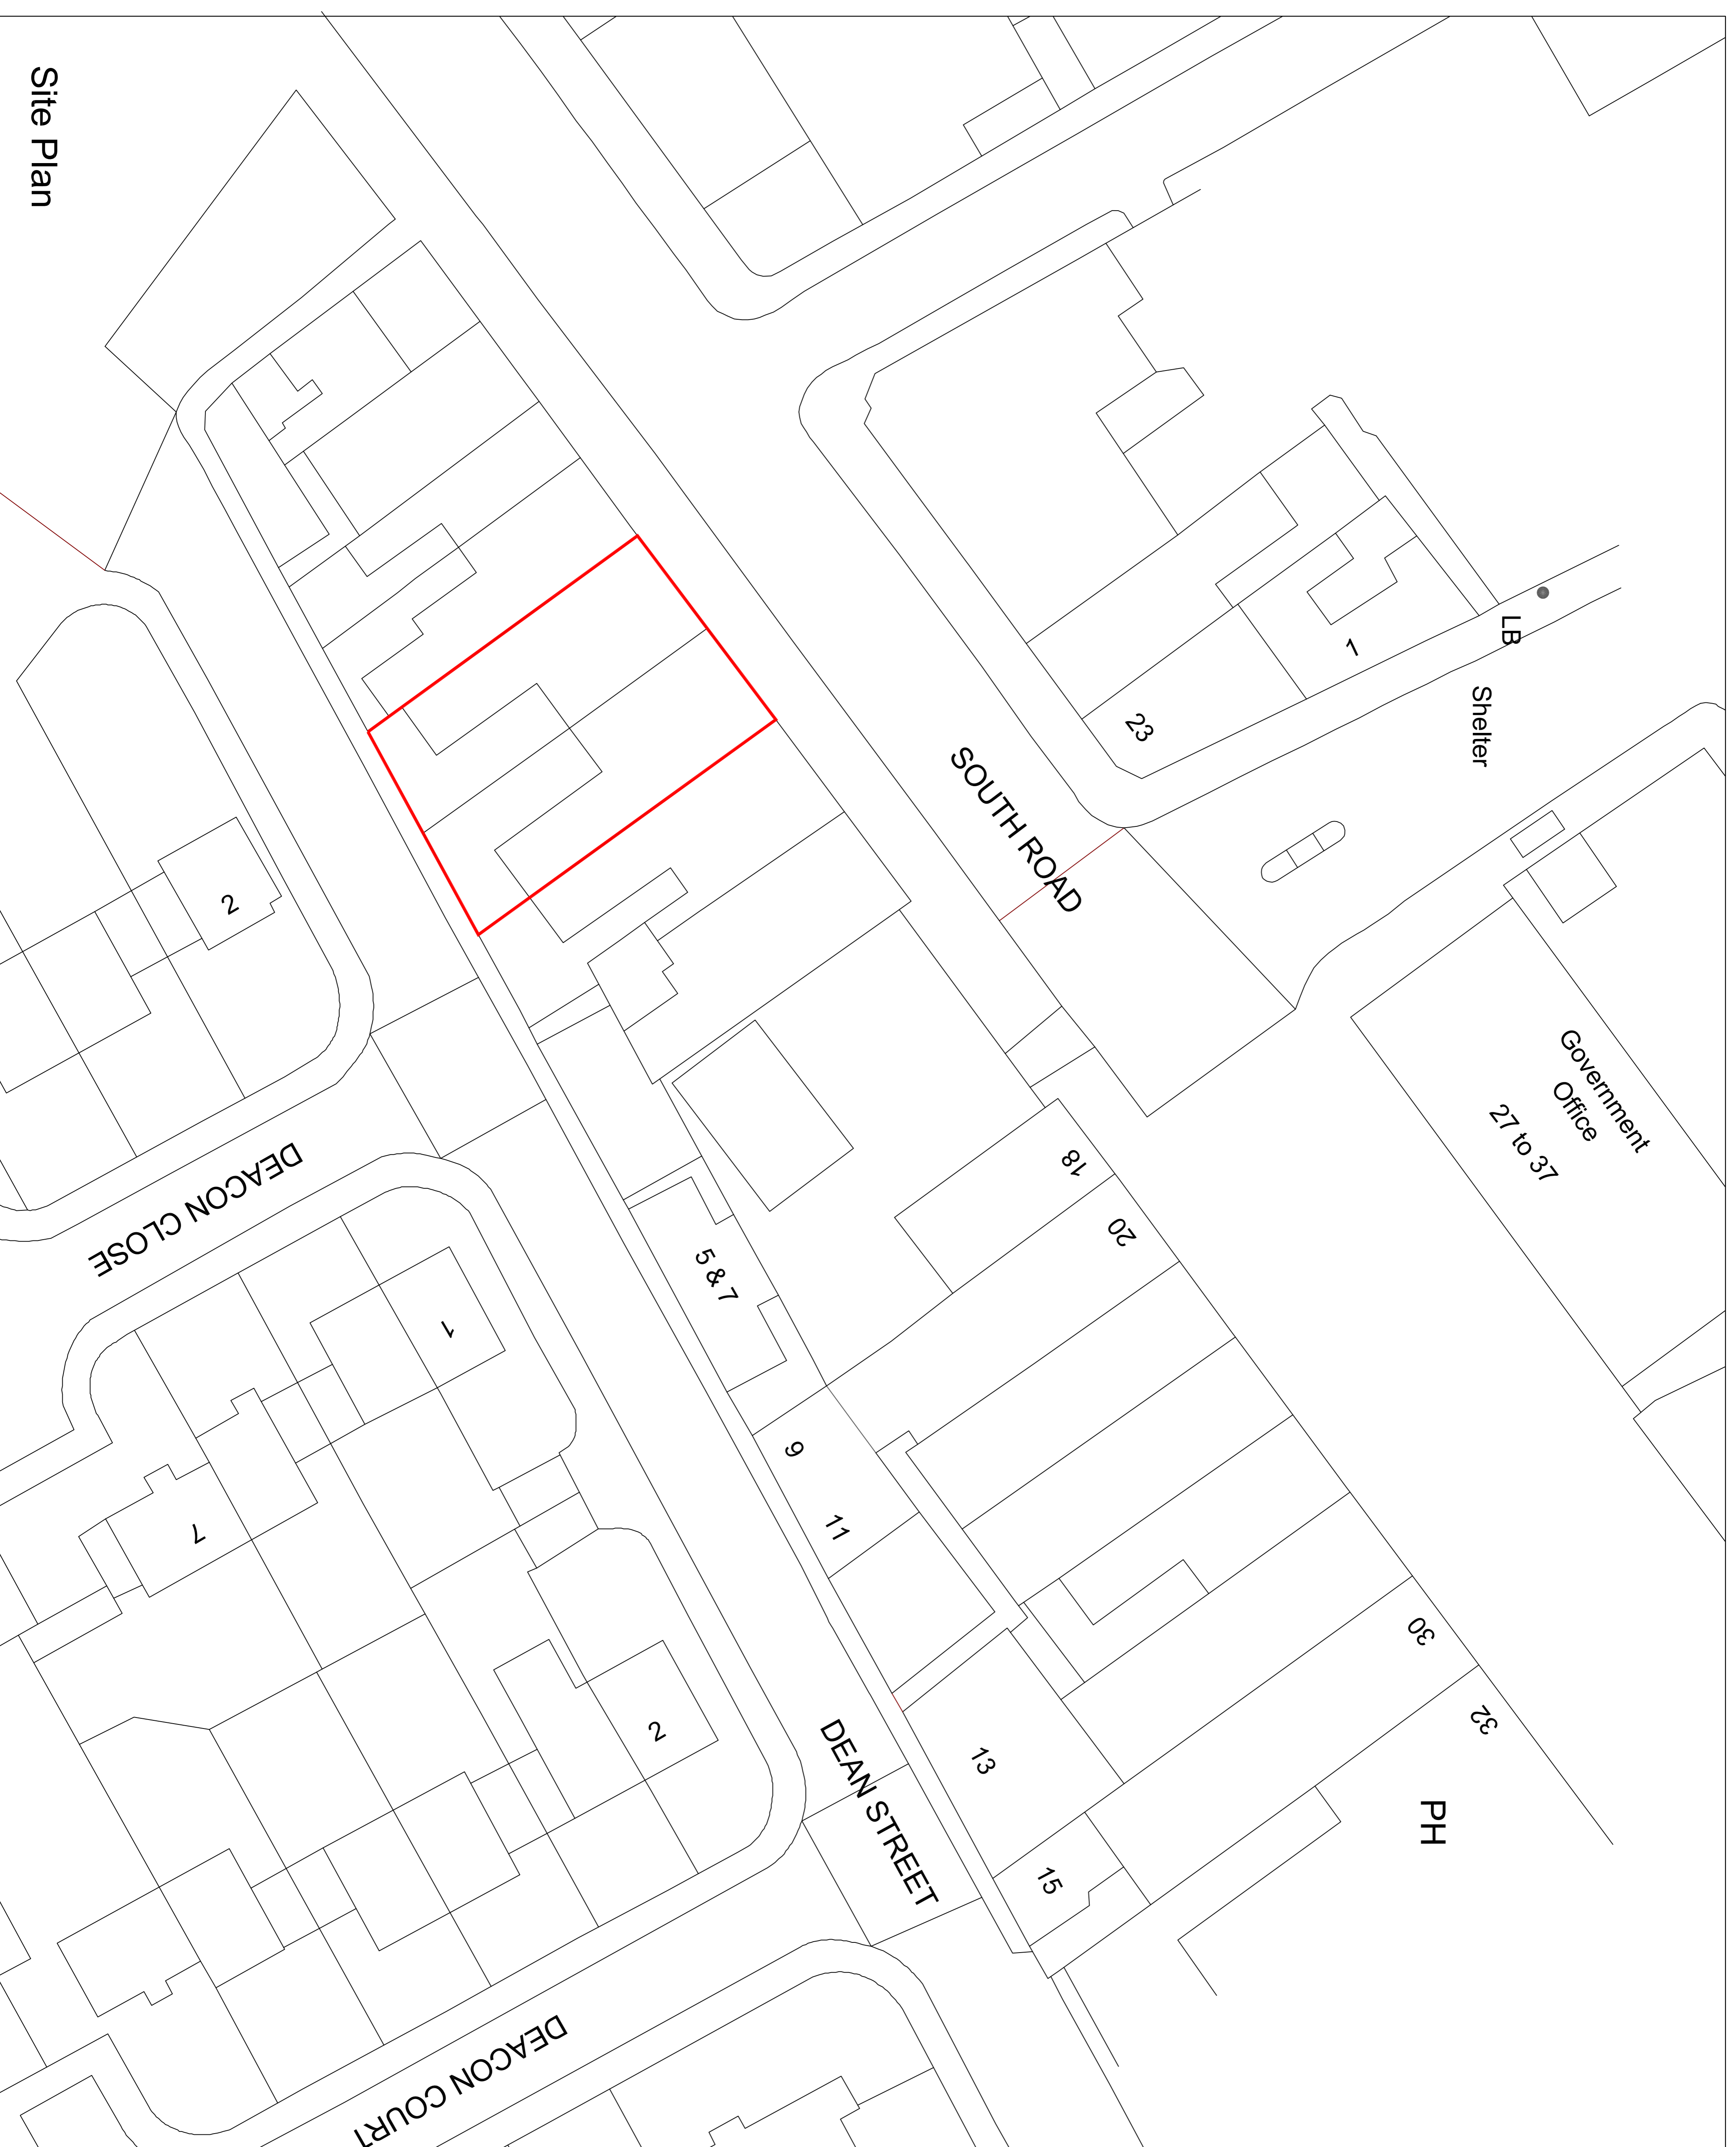 Site Plan
LB
1
Shelter
23
SOUTH ROAD
2
Government
Office
27 to 37
18
20
DEACON CLOSE
5 & 7
1
9
11
7
30
32
2
DEAN STREET
13
PH
15
DEACON COURT